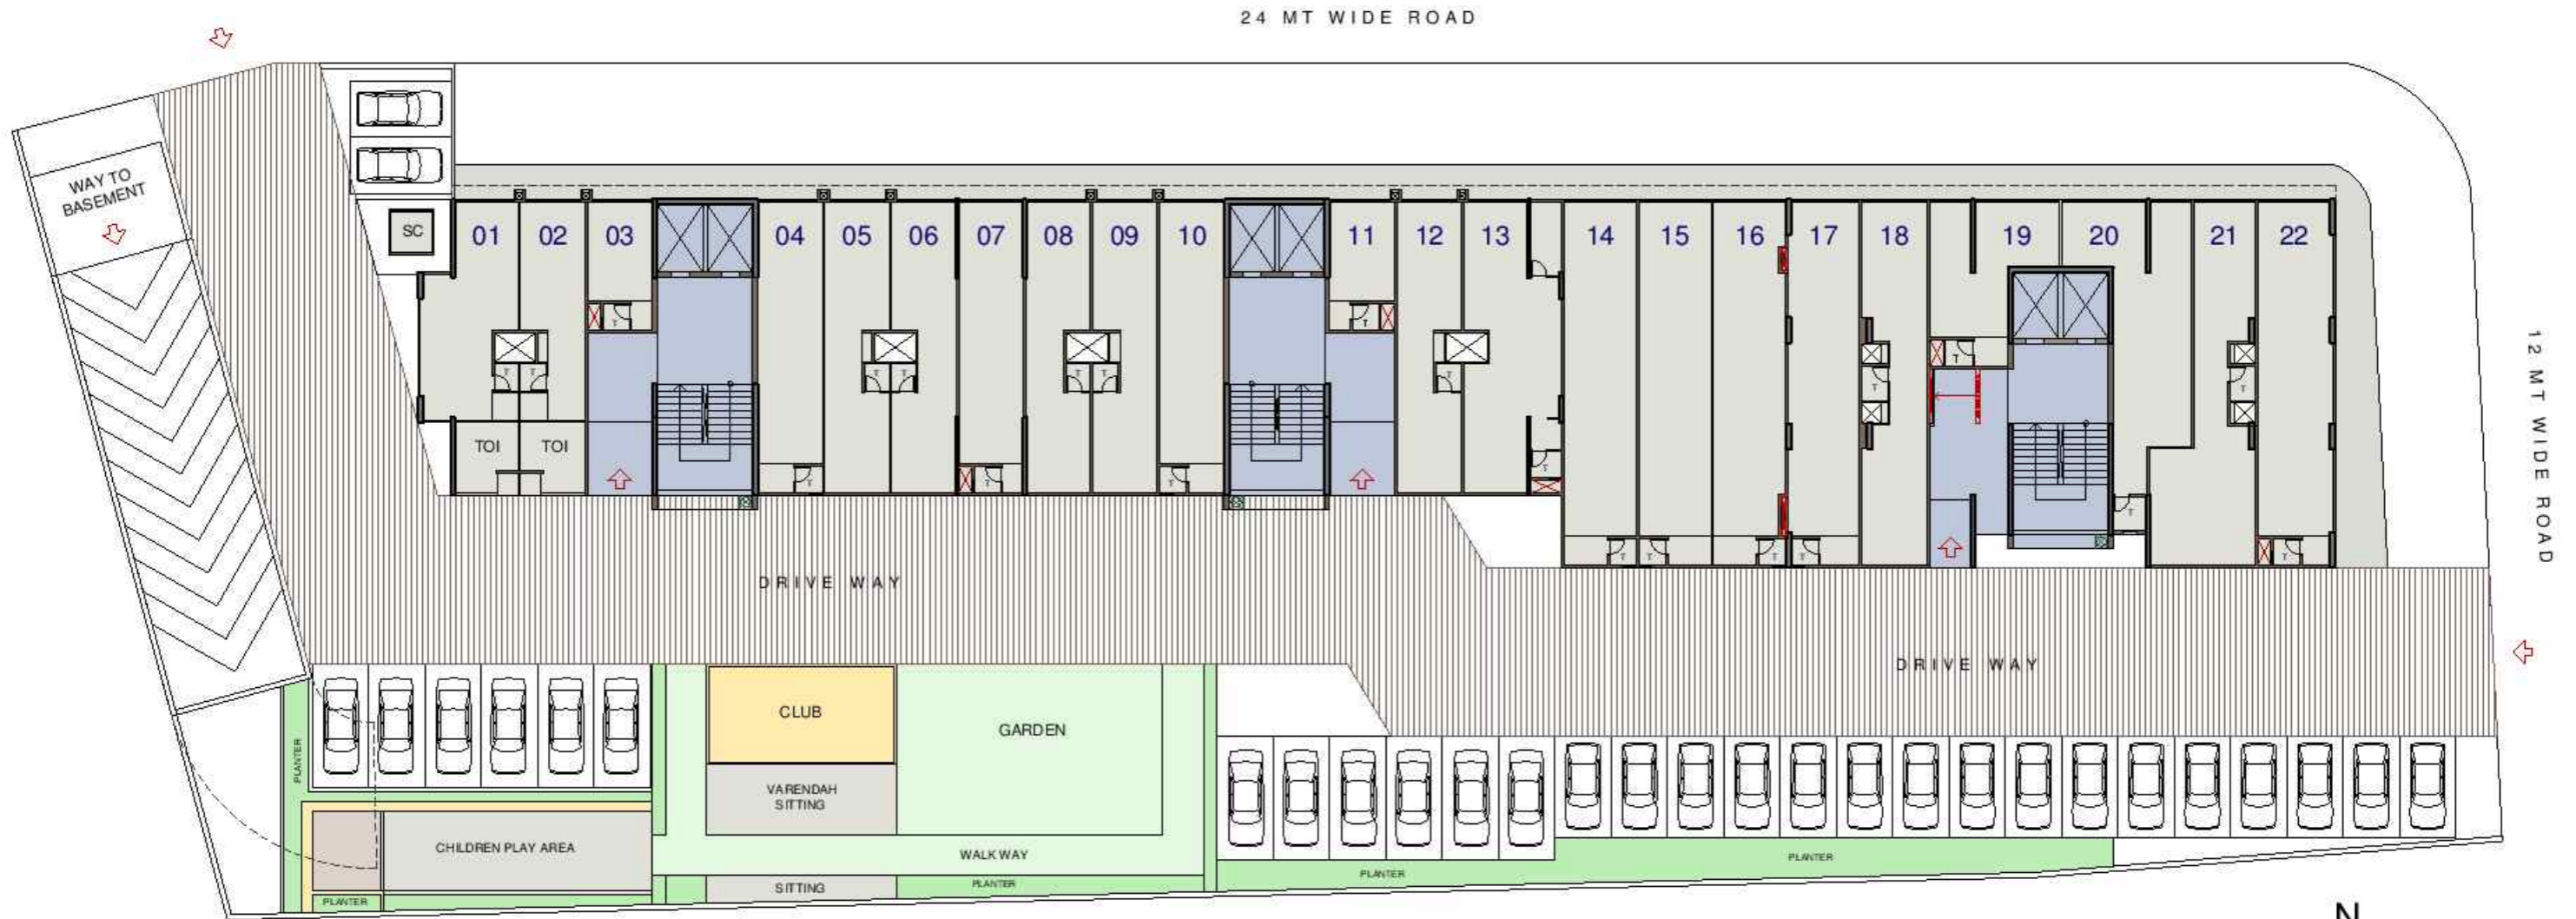 24 MT WIDE ROAD
WAY TO
BASEMENT
SC
01
02
03
04
05
06
07
08
09
10
11
12
13
14
15
16
17
18
19
20
21
22
12 MT WIDE ROAD
T
T
T
T
T
T
T
T
T
T
T
T
TOI
TOI
T
T
T
T
T
T
T
T
T
T
DRIVE WAY
DRIVE WAY
CLUB
GARDEN
PLANTER
VARENDAH
SITTING
CHILDREN PLAY AREA
WALK WAY
PLANTER
PLANTER
SITTING
PLANTER
PLANTER
N